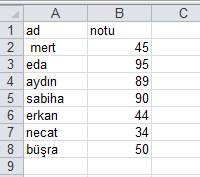 A B C
1 ad notu
2 mert 45
3 eda 95
4 aydın 89
5 sabiha 90
6 erkan 44
7 necat 34
8 büşra 50
9